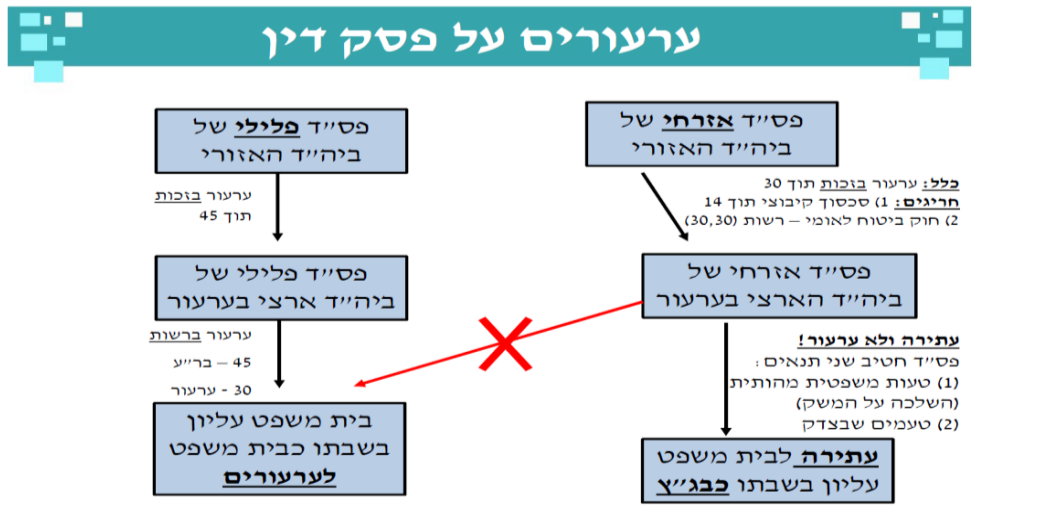 ערעורים על פסק דין
פס״ד אזרחי של
ביה״ד האזורי
כלל: ערעור בזכות תוך 30
חריגים: 1) סכסוך קיבוצי תוך 14
2) חוק ביטוח לאומי – רשות (30,30)
פס״ד אזרחי של
ביה״ד הארצי בערעור
עתירה ולא ערעור!
פס״ד חטיב שני תנאים:
(1) טעות משפטית מהותית
(השלכה על המשק)
(2) טעמים שבצדק
עתירה לבית משפט
עליון בשבתו כבג״ץ
פס״ד פלילי של
ביה״ד האזורי
ערעור בזכות
תוך 45
פס״ד פלילי של
ביה״ד ארצי בערעור
ערעור ברשות
45 – בר״ע
30 - ערעור
בית משפט עליון
בשבתו כבית משפט
לערעורים